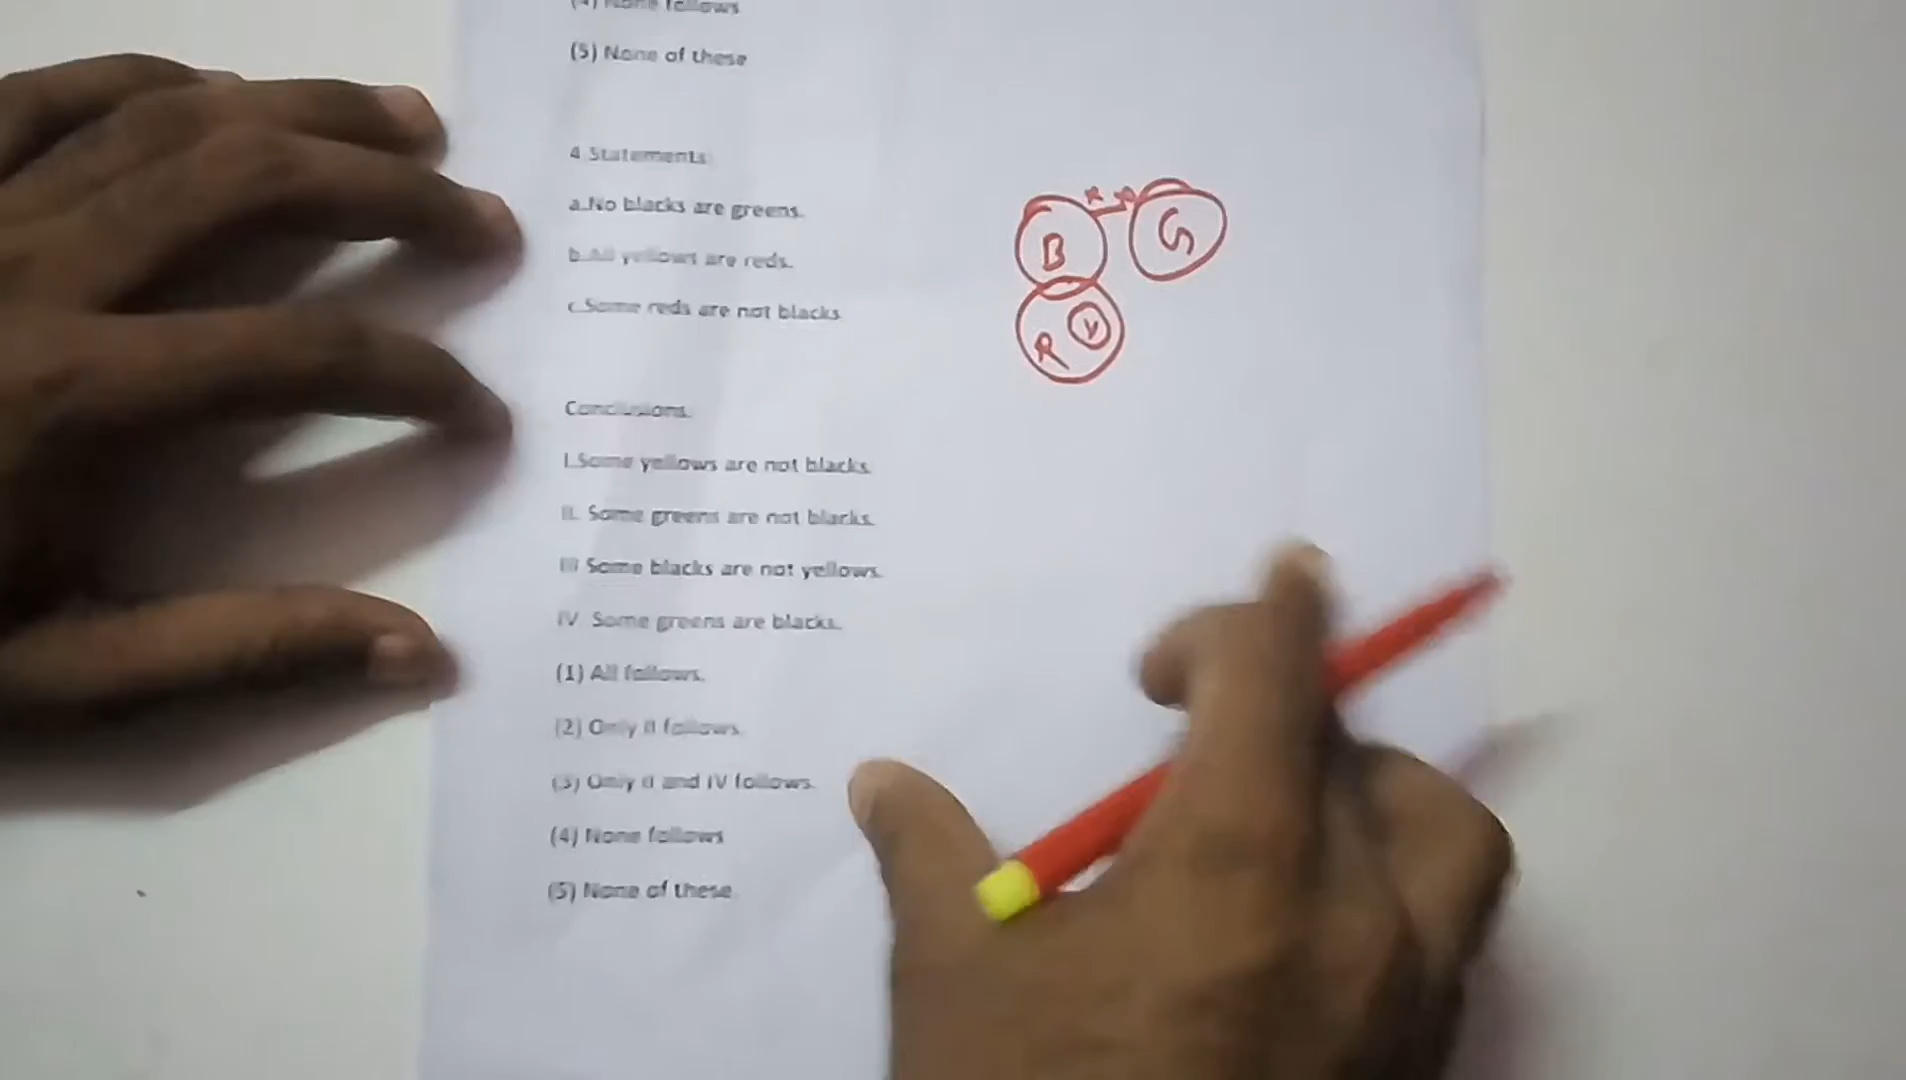 (4) None follows
(5) None of these
4.Statements:
a..No blacks are greens.
b..All yellows are reds.
c.Some reds are not blacks
B
G
R
Y
Conclusions.
I.Some yellows are not blacks.
II. Some greens are not blacks.
III Some blacks are not yellows.
IV. Some greens are blacks.
(1) All follows.
(2) Only II follows.
(3) Only II and IV follows.
(4) None follows
(5) None of these.